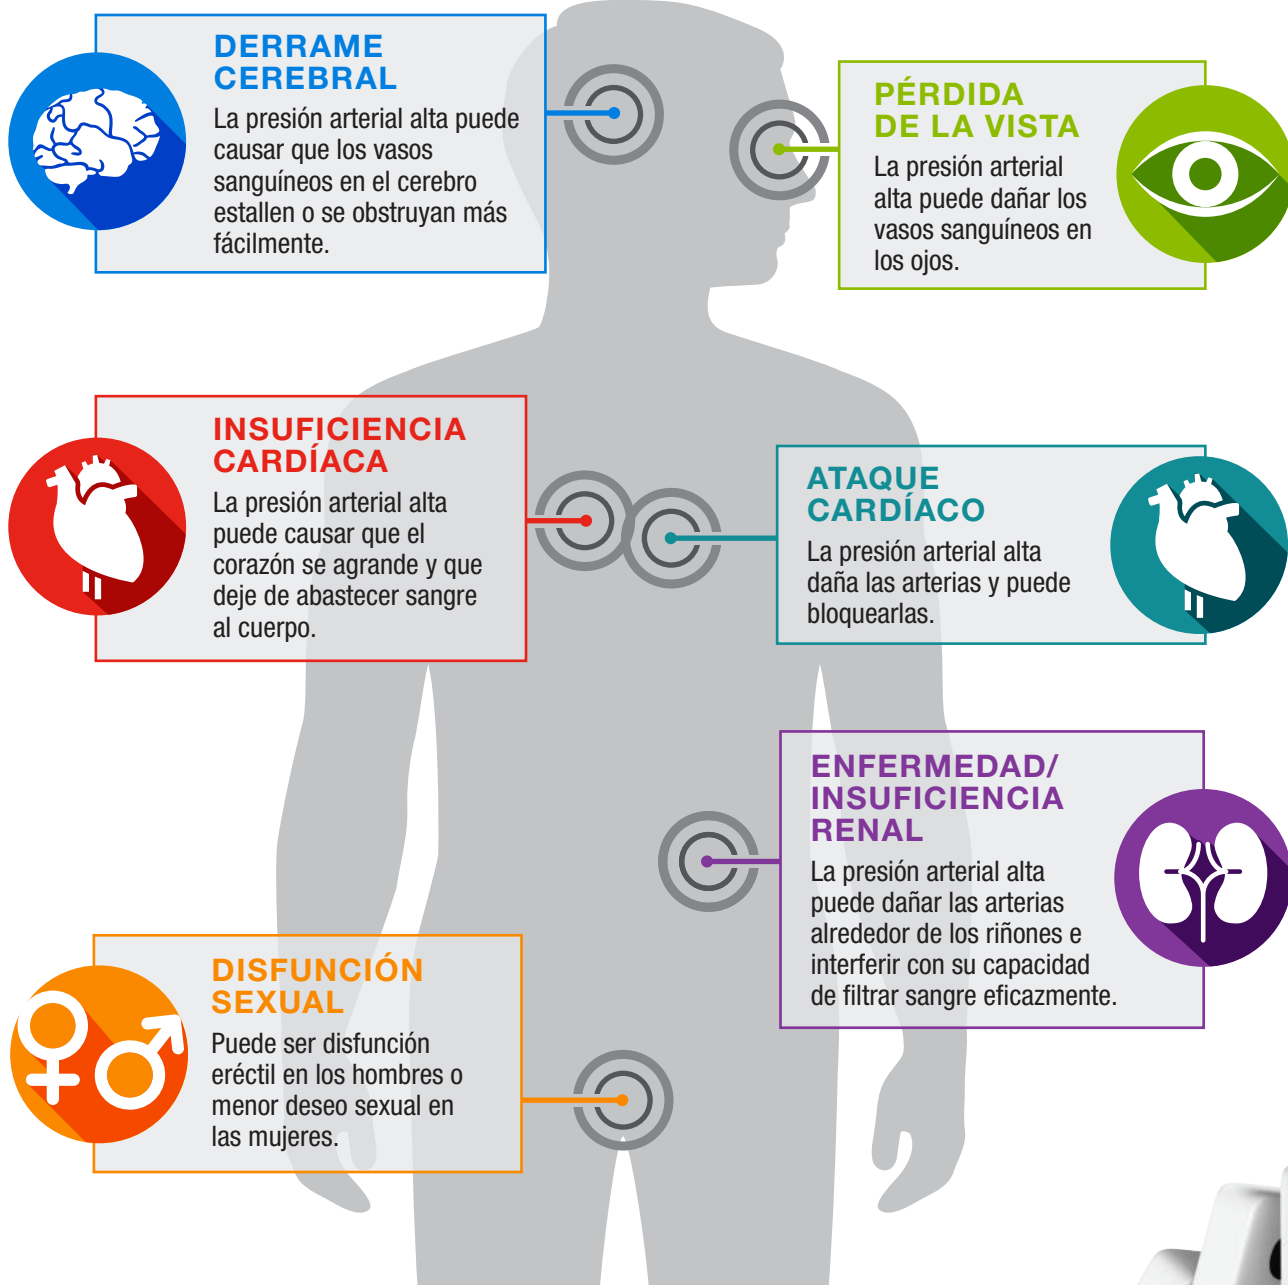 DERRAME
CEREBRAL
La presión arterial alta puede
causar que los vasos
sanguíneos en el cerebro
estallen o se obstruyan más
fácilmente.
PÉRDIDA
DE LA VISTA
La presión arterial
alta puede dañar los
vasos sanguíneos en
los ojos.
INSUFICIENCIA
CARDÍACA
La presión arterial alta
puede causar que el
corazón se agrande y que
deje de abastecer sangre
al cuerpo.
ATAQUE
CARDÍACO
La presión arterial alta
daña las arterias y puede
bloquearlas.
ENFERMEDAD/
INSUFICIENCIA
RENAL
La presión arterial alta
puede dañar las arterias
alrededor de los riñones e
interferir con su capacidad
de filtrar sangre eficazmente.
DISFUNCIÓN
SEXUAL
Puede ser disfunción
eréctil en los hombres o
menor deseo sexual en
las mujeres.